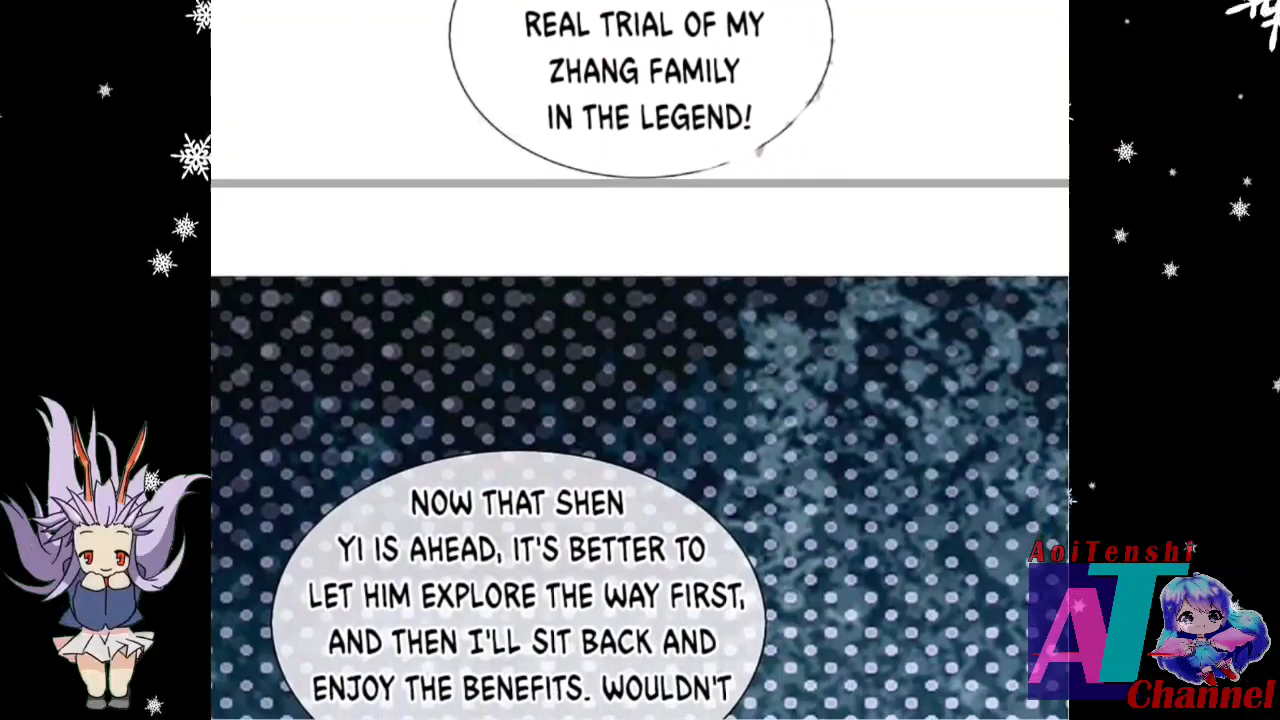 REAL TRIAL OF MY
ZHANG FAMILY
IN THE LEGEND!
NOW THAT SHEN
YI IS AHEAD, IT'S BETTER TO
LET HIM EXPLORE THE WAY FIRST,
AND THEN I'LL SIT BACK AND
ENJOY THE BENEFITS. WOULDN'T
AoiTenshi
AT
Channel